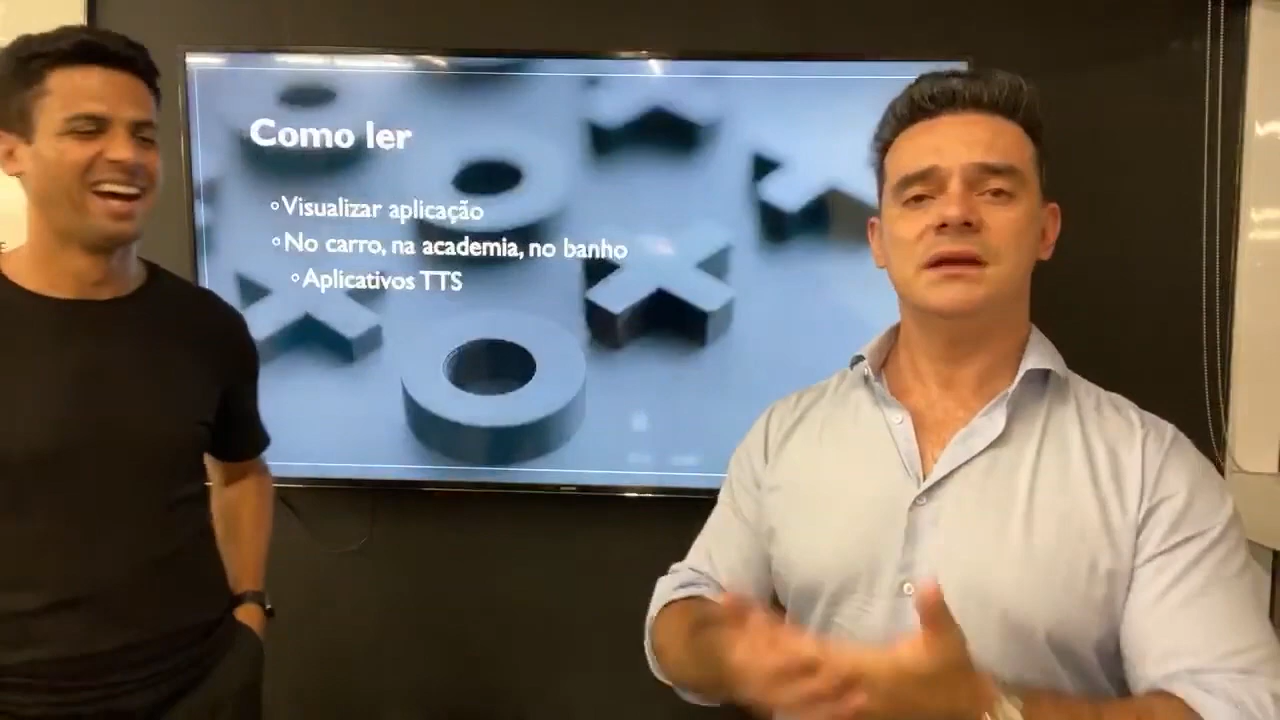 Como ler
Visualizar aplicação
No carro, na academia, no banho
Aplicativos TTS